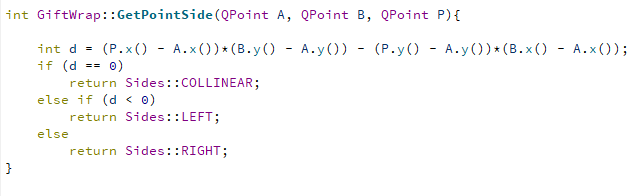 int GiftWrap::GetPointSide(QPoint A, QPoint B, QPoint P){
    int d = (P.x() - A.x())*(B.y() - A.y()) - (P.y() - A.y())*(B.x() - A.x());
    if (d == 0)
        return Sides::COLLINEAR;
    else if (d < 0)
        return Sides::LEFT;
    else
        return Sides::RIGHT;
}